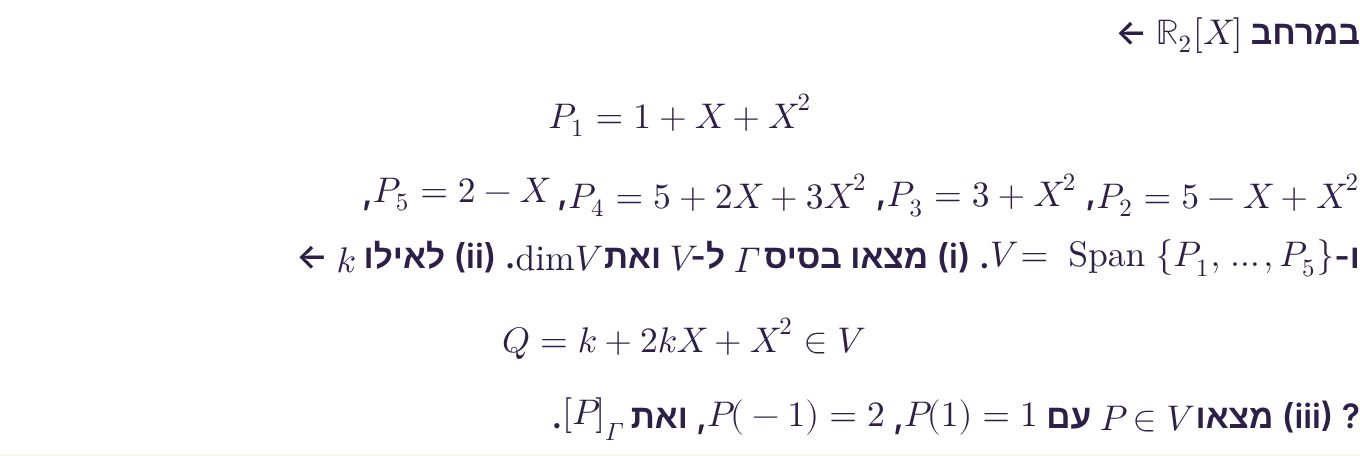 במרחב ℝ₂[X] ←
P₁ = 1 + X + X²
P₂ = 5 − X + X², P₃ = 3 + X², P₄ = 5 + 2X + 3X², P₅ = 2 − X,
ו-V = Span {P₁, ..., P₅}. (i) מצאו בסיס Γ ל-V ואת dimV. (ii) לאילו k ←
Q = k + 2kX + X² ∈ V
? (iii) מצאו P ∈ V עם P(1) = 1, P(−1) = 2, ואת [P]_Γ.